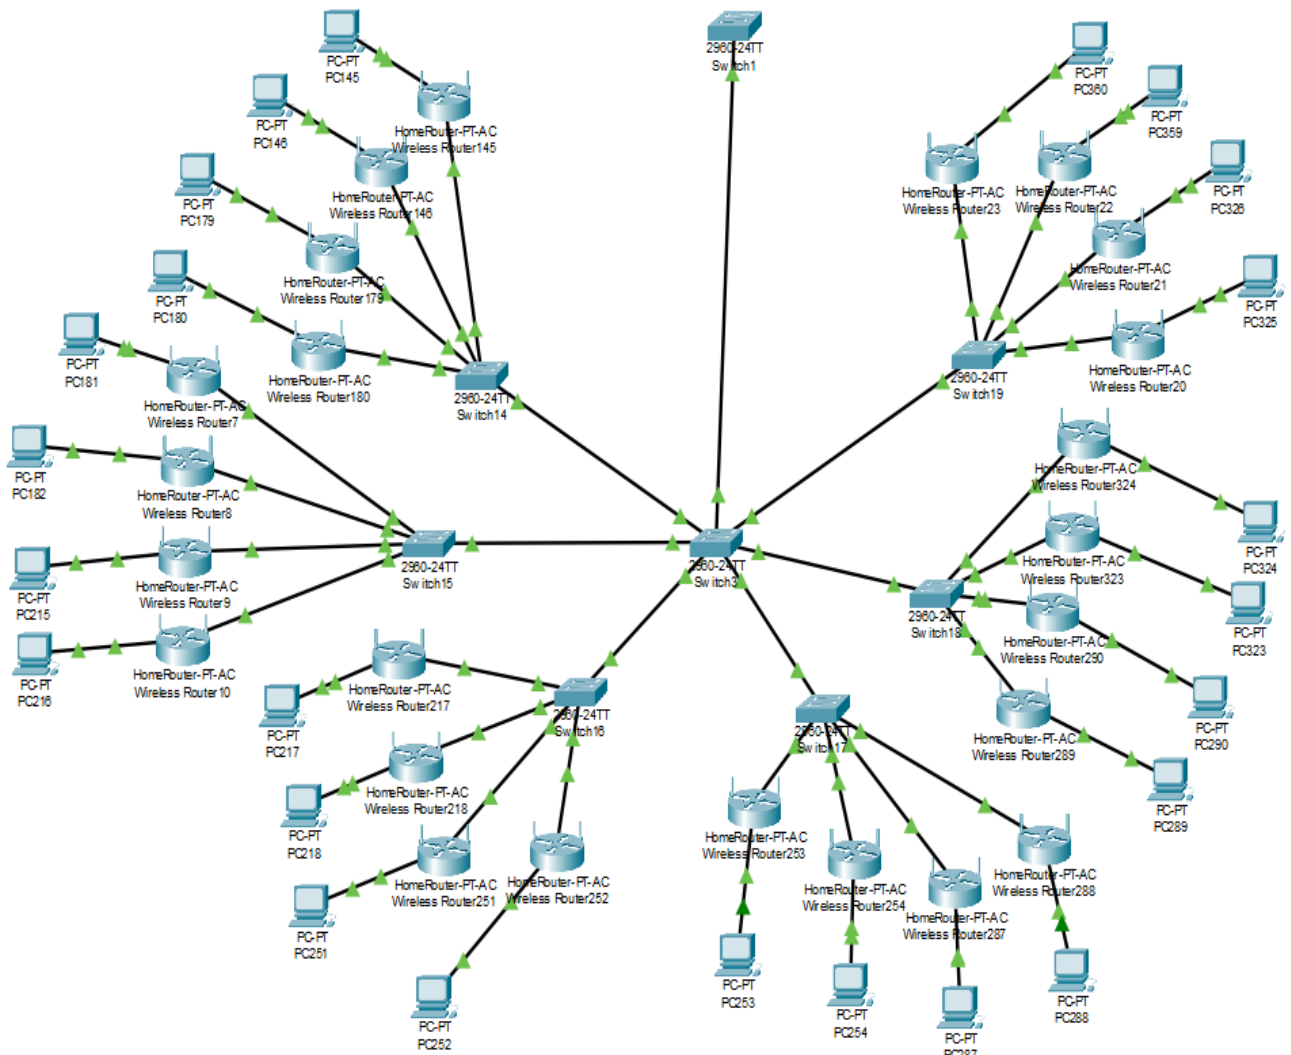 PC-PT
PC145
HomeRouter-PT-AC
Wireless Router145
PC-PT
PC146
HomeRouter-PT-AC
Wireless Router146
PC-PT
PC179
HomeRouter-PT-AC
Wireless Router179
PC-PT
PC180
HomeRouter-PT-AC
Wireless Router180
2960-24TT
Switch14
2960-24TT
Switch1
PC-PT
PC360
HomeRouter-PT-AC
Wireless Router23
PC-PT
PC359
HomeRouter-PT-AC
Wireless Router22
PC-PT
PC326
HomeRouter-PT-AC
Wireless Router21
PC-PT
PC325
HomeRouter-PT-AC
Wireless Router20
2960-24TT
Switch19
PC-PT
PC181
HomeRouter-PT-AC
Wireless Router7
PC-PT
PC182
HomeRouter-PT-AC
Wireless Router8
PC-PT
PC215
HomeRouter-PT-AC
Wireless Router9
PC-PT
PC216
HomeRouter-PT-AC
Wireless Router10
2960-24TT
Switch15
2960-24TT
Switch3
HomeRouter-PT-AC
Wireless Router324
PC-PT
PC324
HomeRouter-PT-AC
Wireless Router323
PC-PT
PC323
2960-24TT
Switch18
HomeRouter-PT-AC
Wireless Router290
PC-PT
PC290
HomeRouter-PT-AC
Wireless Router289
PC-PT
PC289
HomeRouter-PT-AC
Wireless Router217
PC-PT
PC217
2960-24TT
Switch16
HomeRouter-PT-AC
Wireless Router218
PC-PT
PC218
HomeRouter-PT-AC
Wireless Router251
PC-PT
PC251
HomeRouter-PT-AC
Wireless Router252
PC-PT
PC252
2960-24TT
Switch17
HomeRouter-PT-AC
Wireless Router253
PC-PT
PC253
HomeRouter-PT-AC
Wireless Router254
PC-PT
PC254
HomeRouter-PT-AC
Wireless Router287
PC-PT
PC287
HomeRouter-PT-AC
Wireless Router288
PC-PT
PC288